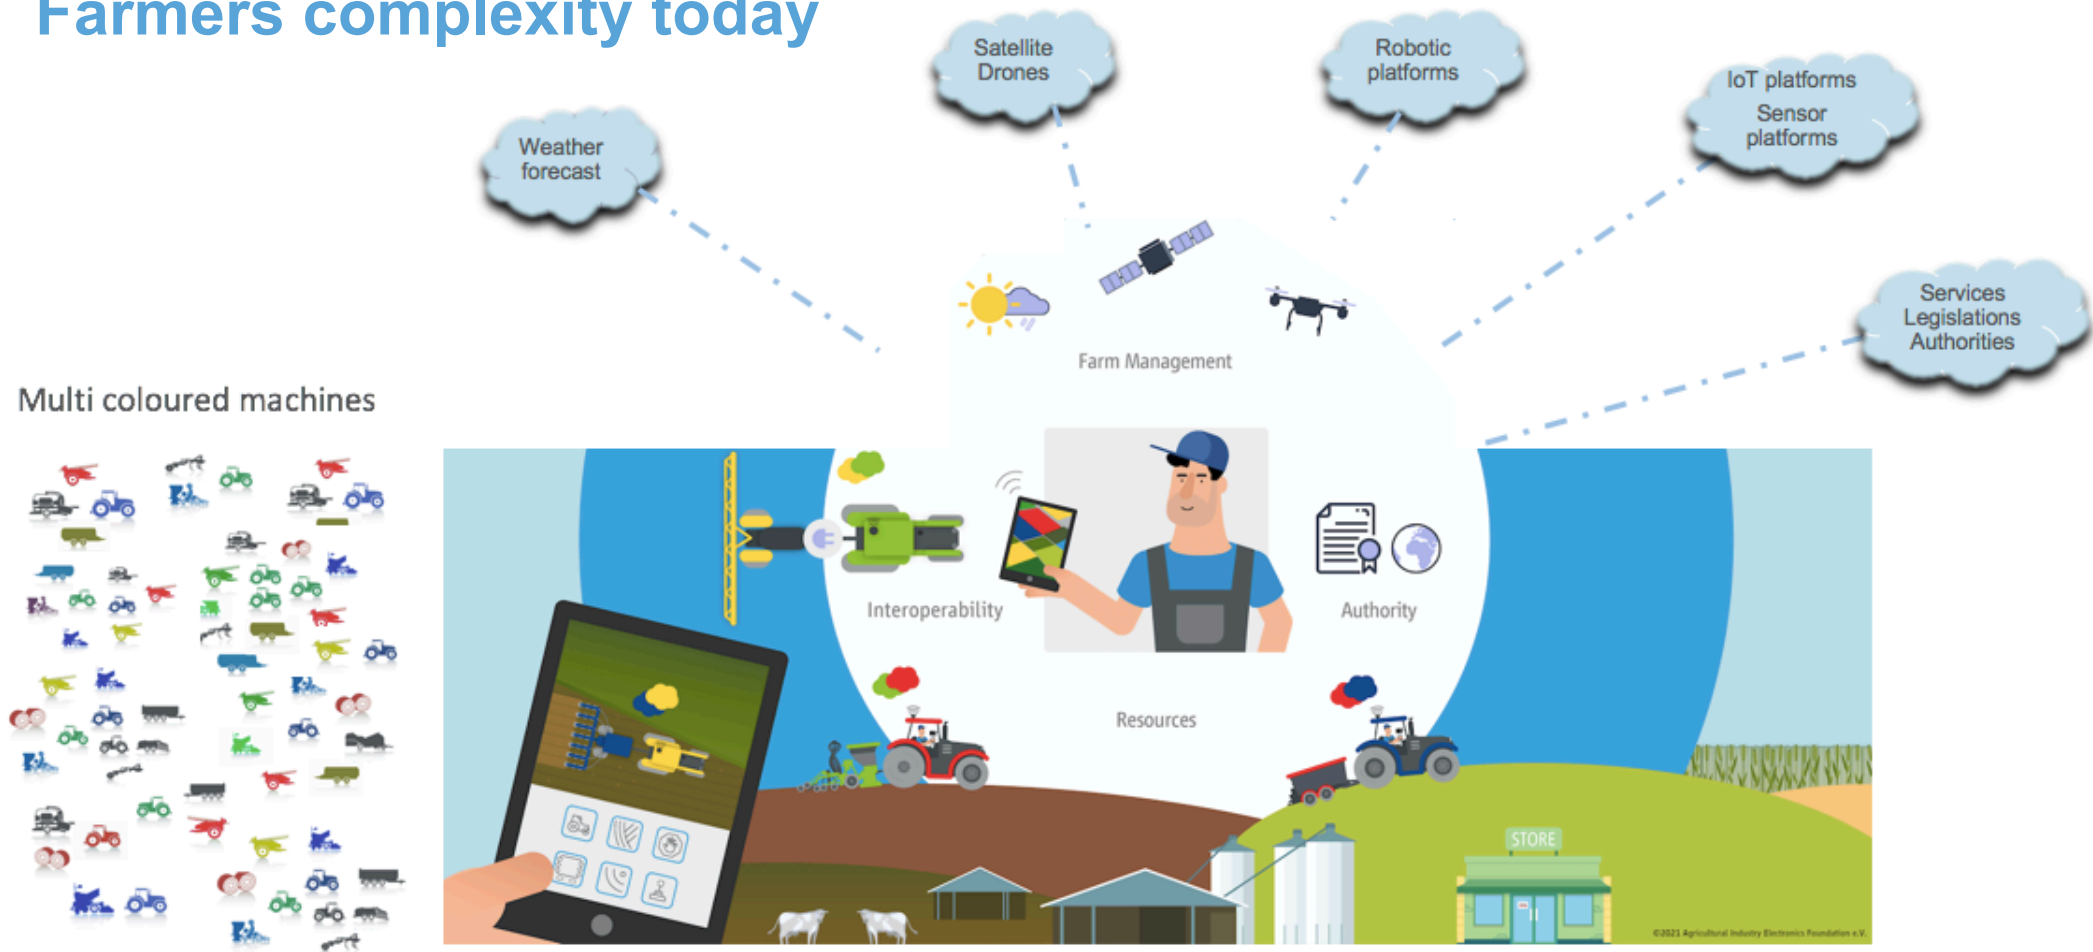 Farmers complexity today
Satellite
Drones
Robotic
platforms
IoT platforms
Sensor
platforms
Weather
forecast
Services
Legislations
Authorities
Farm Management
Multi coloured machines
Interoperability
Authority
Resources
STORE
©2021 Agricultural Industry Electronics Foundation e.V.